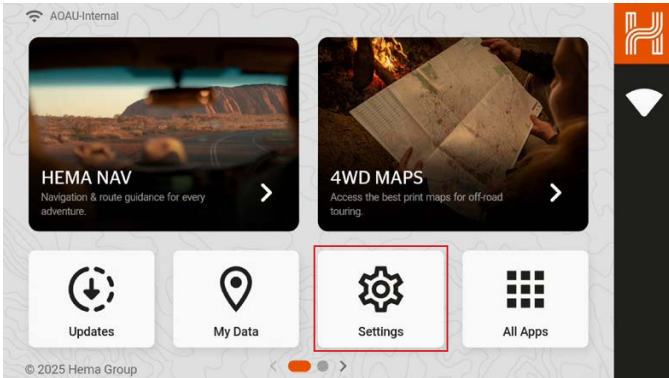 AOAU-Internal
HEMA NAV
Navigation & route guidance for every
adventure.
4WD MAPS
Access the best print maps for off-road
touring.
Updates
My Data
Settings
All Apps
© 2025 Hema Group